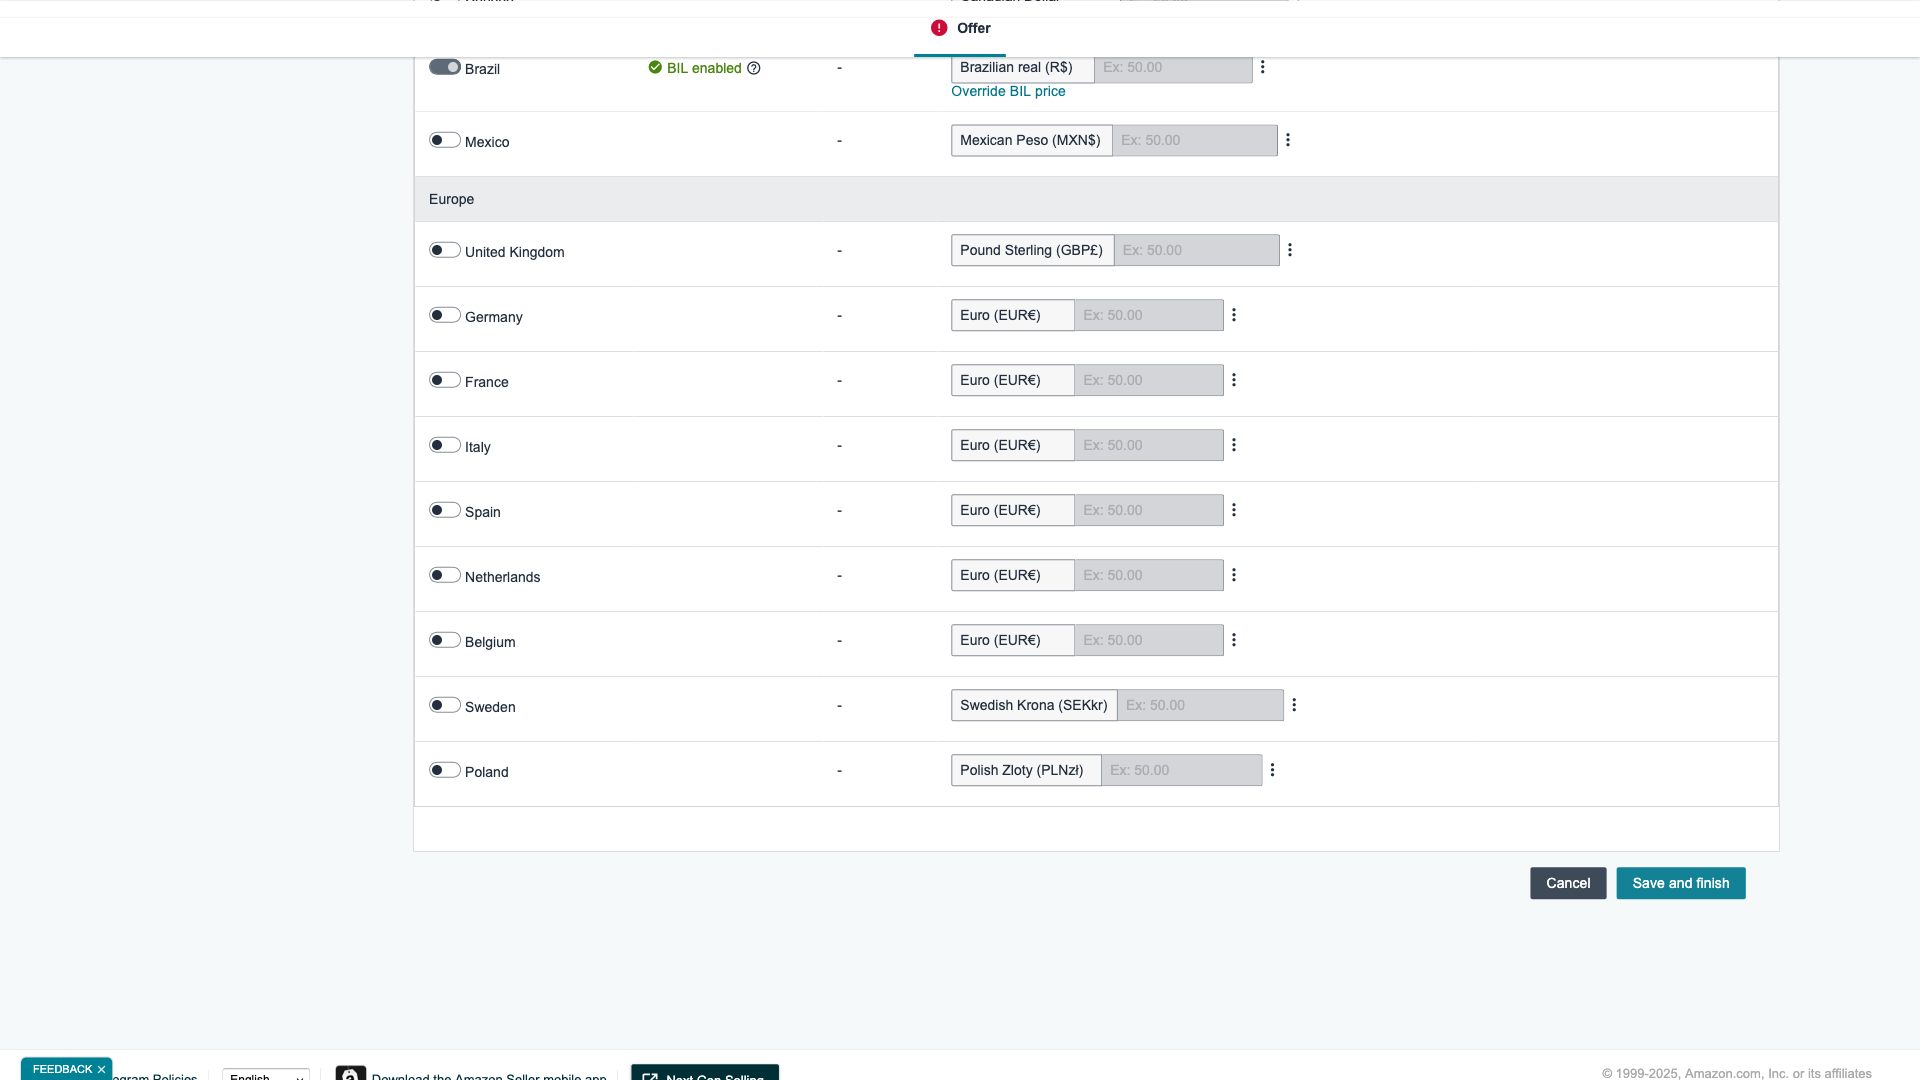 Offer
Brazil BIL enabled - Brazilian real (R$) Ex: 50.00
Override BIL price
Mexico - Mexican Peso (MXN$) Ex: 50.00
Europe
United Kingdom - Pound Sterling (GBP£) Ex: 50.00
Germany - Euro (EUR€) Ex: 50.00
France - Euro (EUR€) Ex: 50.00
Italy - Euro (EUR€) Ex: 50.00
Spain - Euro (EUR€) Ex: 50.00
Netherlands - Euro (EUR€) Ex: 50.00
Belgium - Euro (EUR€) Ex: 50.00
Sweden - Swedish Krona (SEKkr) Ex: 50.00
Poland - Polish Zloty (PLNzł) Ex: 50.00
Cancel Save and finish
FEEDBACK Policies English Download the Amazon Seller mobile app Next Gen Selling
© 1999-2025, Amazon.com, Inc. or its affiliates